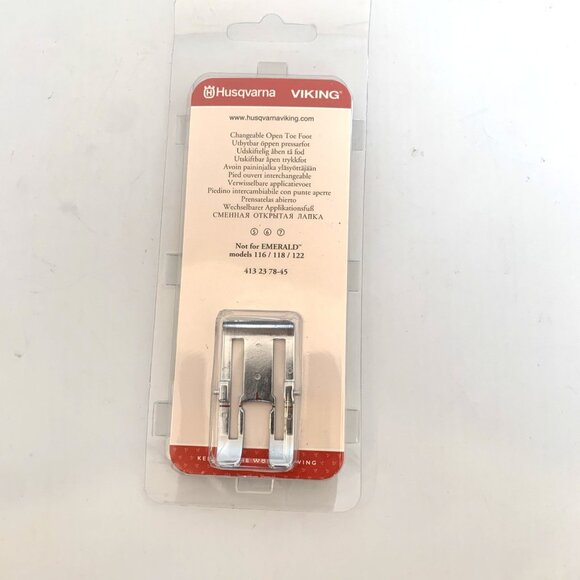 Husqvarna VIKING®
www.husqvarnaviking.com
Changeable Open Toe Foot
Utbytbar öppen pressarfot
Udskiftelig åben tå fod
Utskiftbar åpen trykkfot
Avoin paininjalka yläsyöttäjään
Pied ouvert interchangeable
Verwisselbare applicatievoet
Piedino intercambiabile con punte aperte
Prensatelas abierto
Wechselbarer Applikationsfuß
СМЕННАЯ ОТКРЫТАЯ ЛАПКА
5 6 7
Not for EMERALD™
models 116 / 118 / 122
413 23 78-45